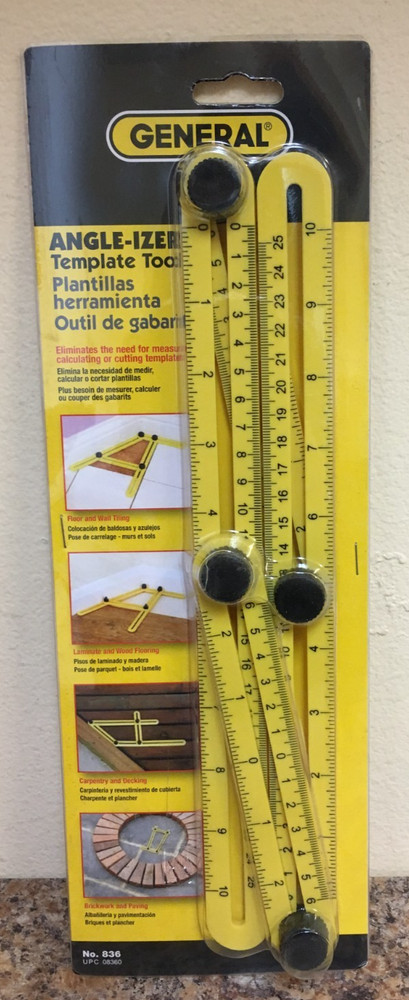 GENERAL®
ANGLE-IZER
Template Tool
Plantillas
herramienta
Outil de gabarit
Eliminates the need for
calculating or cutting templates
Elimina la necesidad de medir,
calcular o cortar plantillas
Plus besoin de mesurer, calculer
ou couper des gabarits
Floor and Wall Tiling
Colocación de baldosas y azulejos
Pose de carrelage - murs et sols
Laminate and Wood Flooring
Pisos de laminado y madera
Pose de parquet - bois et lamello
Carpentry and Decking
Carpintería y revestimiento de cubierta
Charpente et plancher
Brickwork and Paving
Albañilería y pavimentación
Briques et plancher
No. 836
UPC 08360